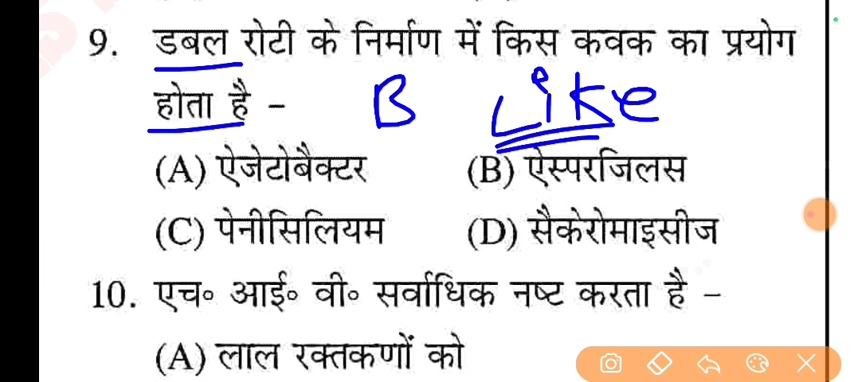 9. डबल रोटी के निर्माण में किस कवक का प्रयोग
होता है - B Like
(A) ऐजेटोबैक्टर (B) ऐस्परजिलस
(C) पेनीसिलियम (D) सैकेरोमाइसीज
10. एच० आई० वी० सर्वाधिक नष्ट करता है -
(A) लाल रक्तकणों को